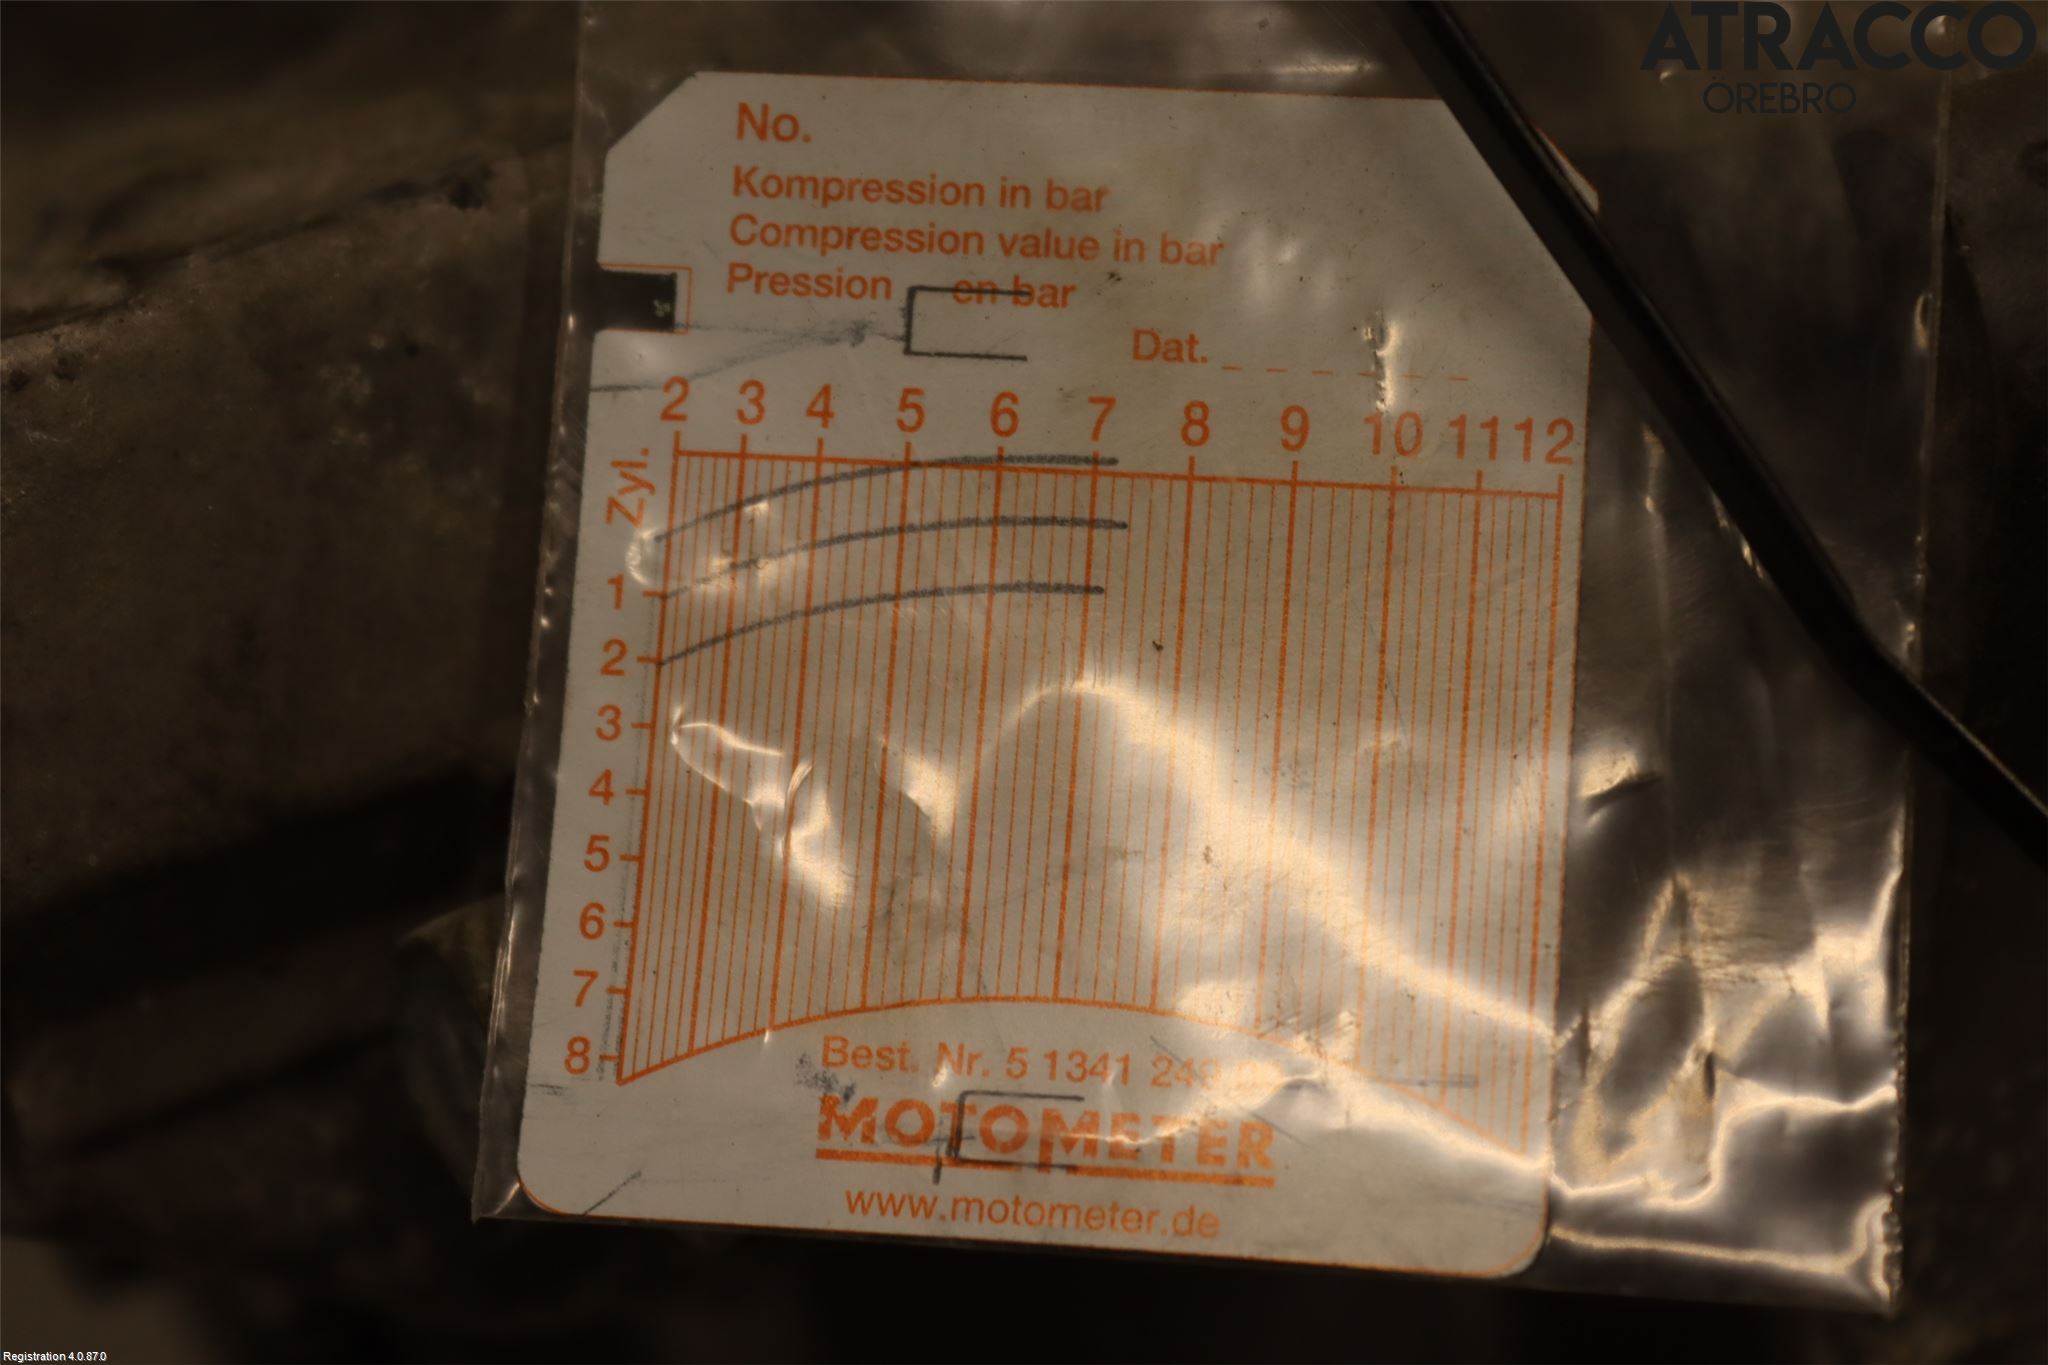 ATRACCO
ÖREBRO
No.
Kompression in bar
Compression value in bar
Pression en bar
Dat.
2 3 4 5 6 7 8 9 10 11 12
Zyl.
1
2
3
4
5
6
7
8
Best. Nr. 5 1341 249
MOTOMETER
www.motometer.de
Registration 4.0.87.0